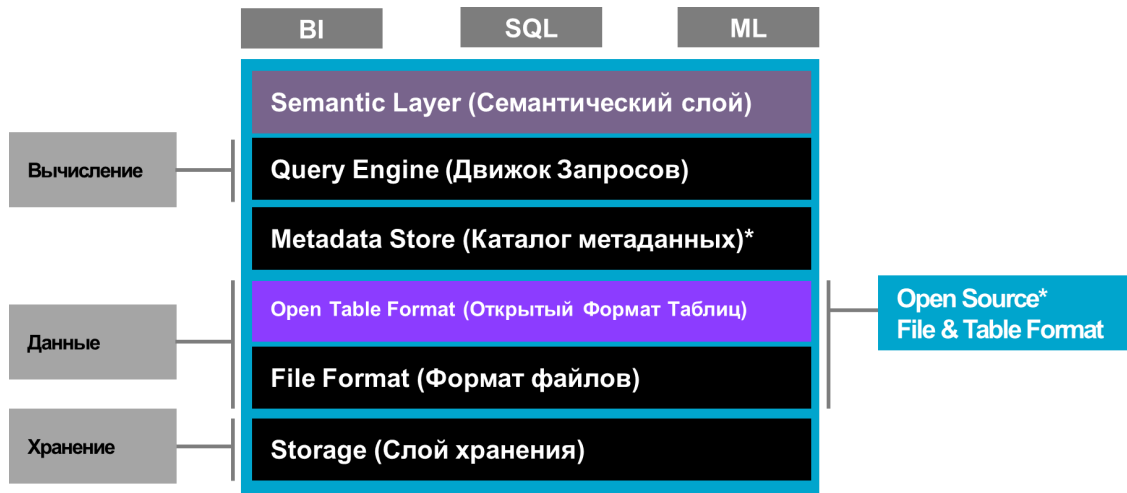 BI
SQL
ML
Semantic Layer (Семантический слой)
Вычисление
Query Engine (Движок Запросов)
Metadata Store (Каталог метаданных)*
Open Table Format (Открытый Формат Таблиц)
Open Source*
File & Table Format
Данные
File Format (Формат файлов)
Хранение
Storage (Слой хранения)